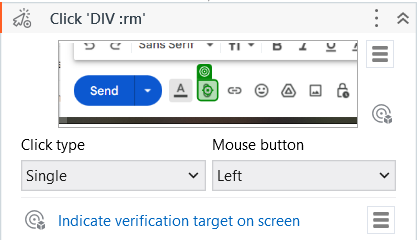 Click 'DIV :rm'
Sans Serif
Send
A
Click type
Mouse button
Single
Left
Indicate verification target on screen